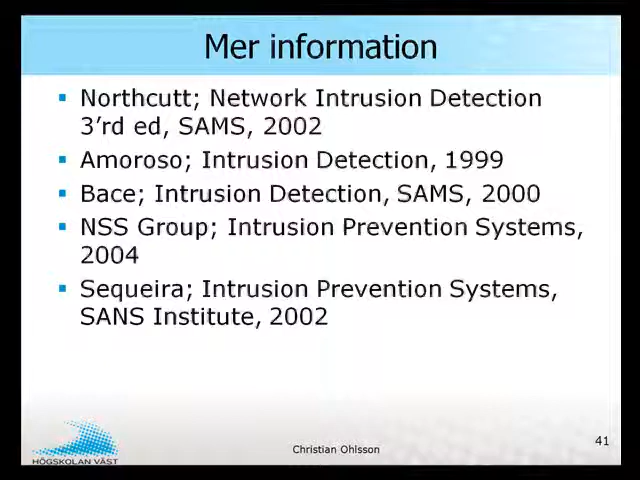 Mer information
Northcutt; Network Intrusion Detection
3'rd ed, SAMS, 2002
Amoroso; Intrusion Detection, 1999
Bace; Intrusion Detection, SAMS, 2000
NSS Group; Intrusion Prevention Systems,
2004
Sequeira; Intrusion Prevention Systems,
SANS Institute, 2002
HÖGSKOLAN VÄST
Christian Ohlsson
41